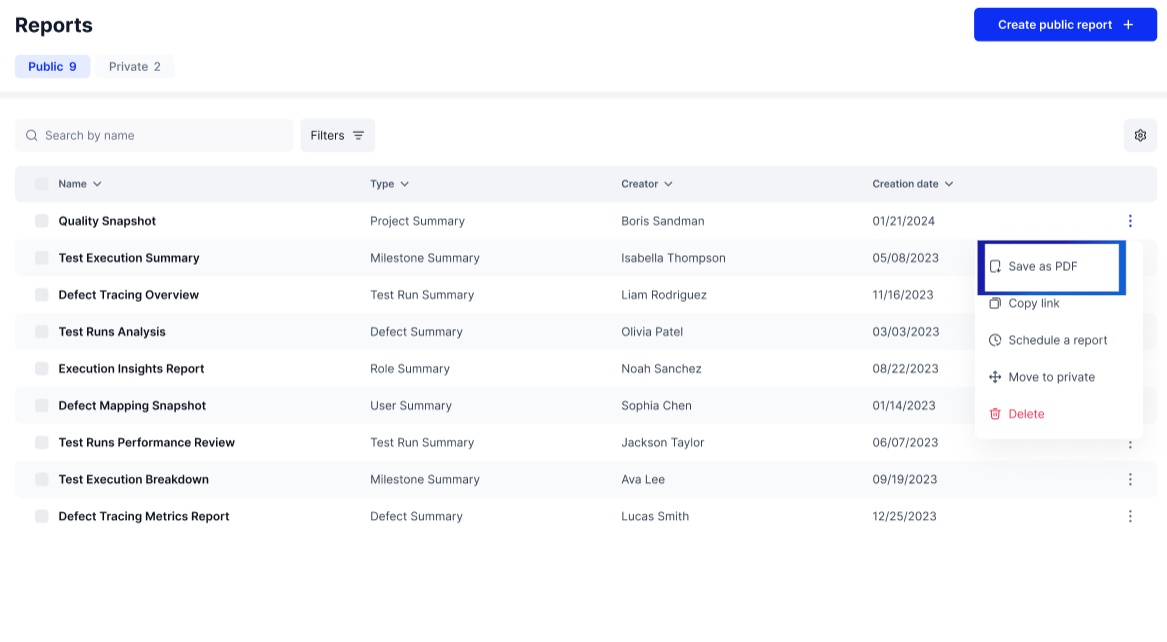 Reports
Create public report +
Public 9 Private 2
Search by name Filters
Name Type Creator Creation date
Quality Snapshot Project Summary Boris Sandman 01/21/2024
Test Execution Summary Milestone Summary Isabella Thompson 05/08/2023
Save as PDF
Defect Tracing Overview Test Run Summary Liam Rodriguez 11/16/2023
Copy link
Test Runs Analysis Defect Summary Olivia Patel 03/03/2023
Schedule a report
Execution Insights Report Role Summary Noah Sanchez 08/22/2023
Move to private
Defect Mapping Snapshot User Summary Sophia Chen 01/14/2023
Delete
Test Runs Performance Review Test Run Summary Jackson Taylor 06/07/2023
Test Execution Breakdown Milestone Summary Ava Lee 09/19/2023
Defect Tracing Metrics Report Defect Summary Lucas Smith 12/25/2023